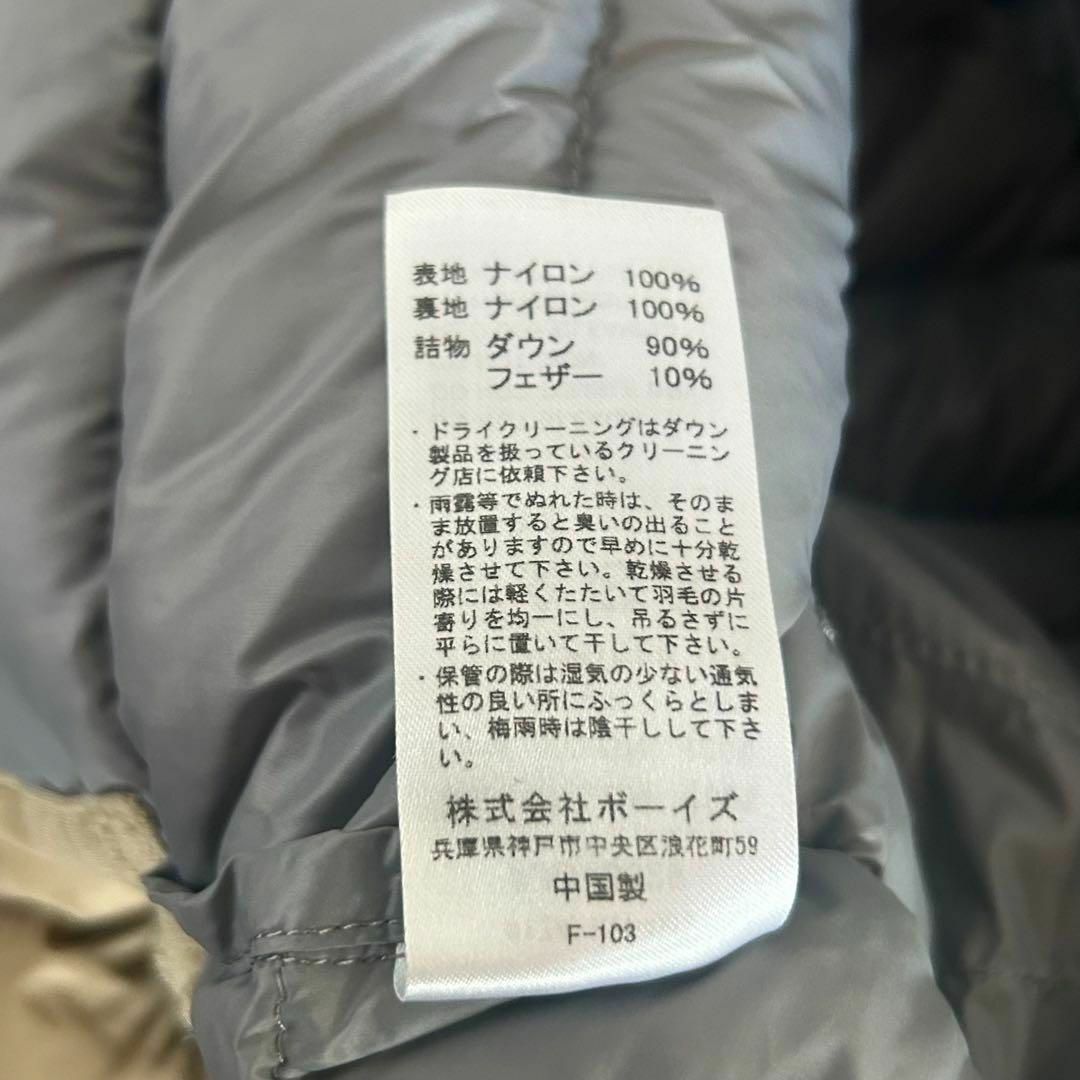 表地 ナイロン 100%
裏地 ナイロン 100%
詰物 ダウン 90%
フェザー 10%
・ドライクリーニングはダウン
製品を扱っているクリーニン
グ店に依頼下さい。
・雨露等でぬれた時は、そのま
ま放置すると臭いの出ること
がありますので早めに十分乾
燥させて下さい。乾燥させる
際には軽くたたいて羽毛の片
寄りを均一にし、吊るさずに
平らに置いて干して下さい。
・保管の際は湿気の少ない通気
性の良い所にふっくらとしま
い、梅雨時は陰干しして下さ
い。
株式会社ボーイズ
兵庫県神戸市中央区浪花町59
中国製
F-103